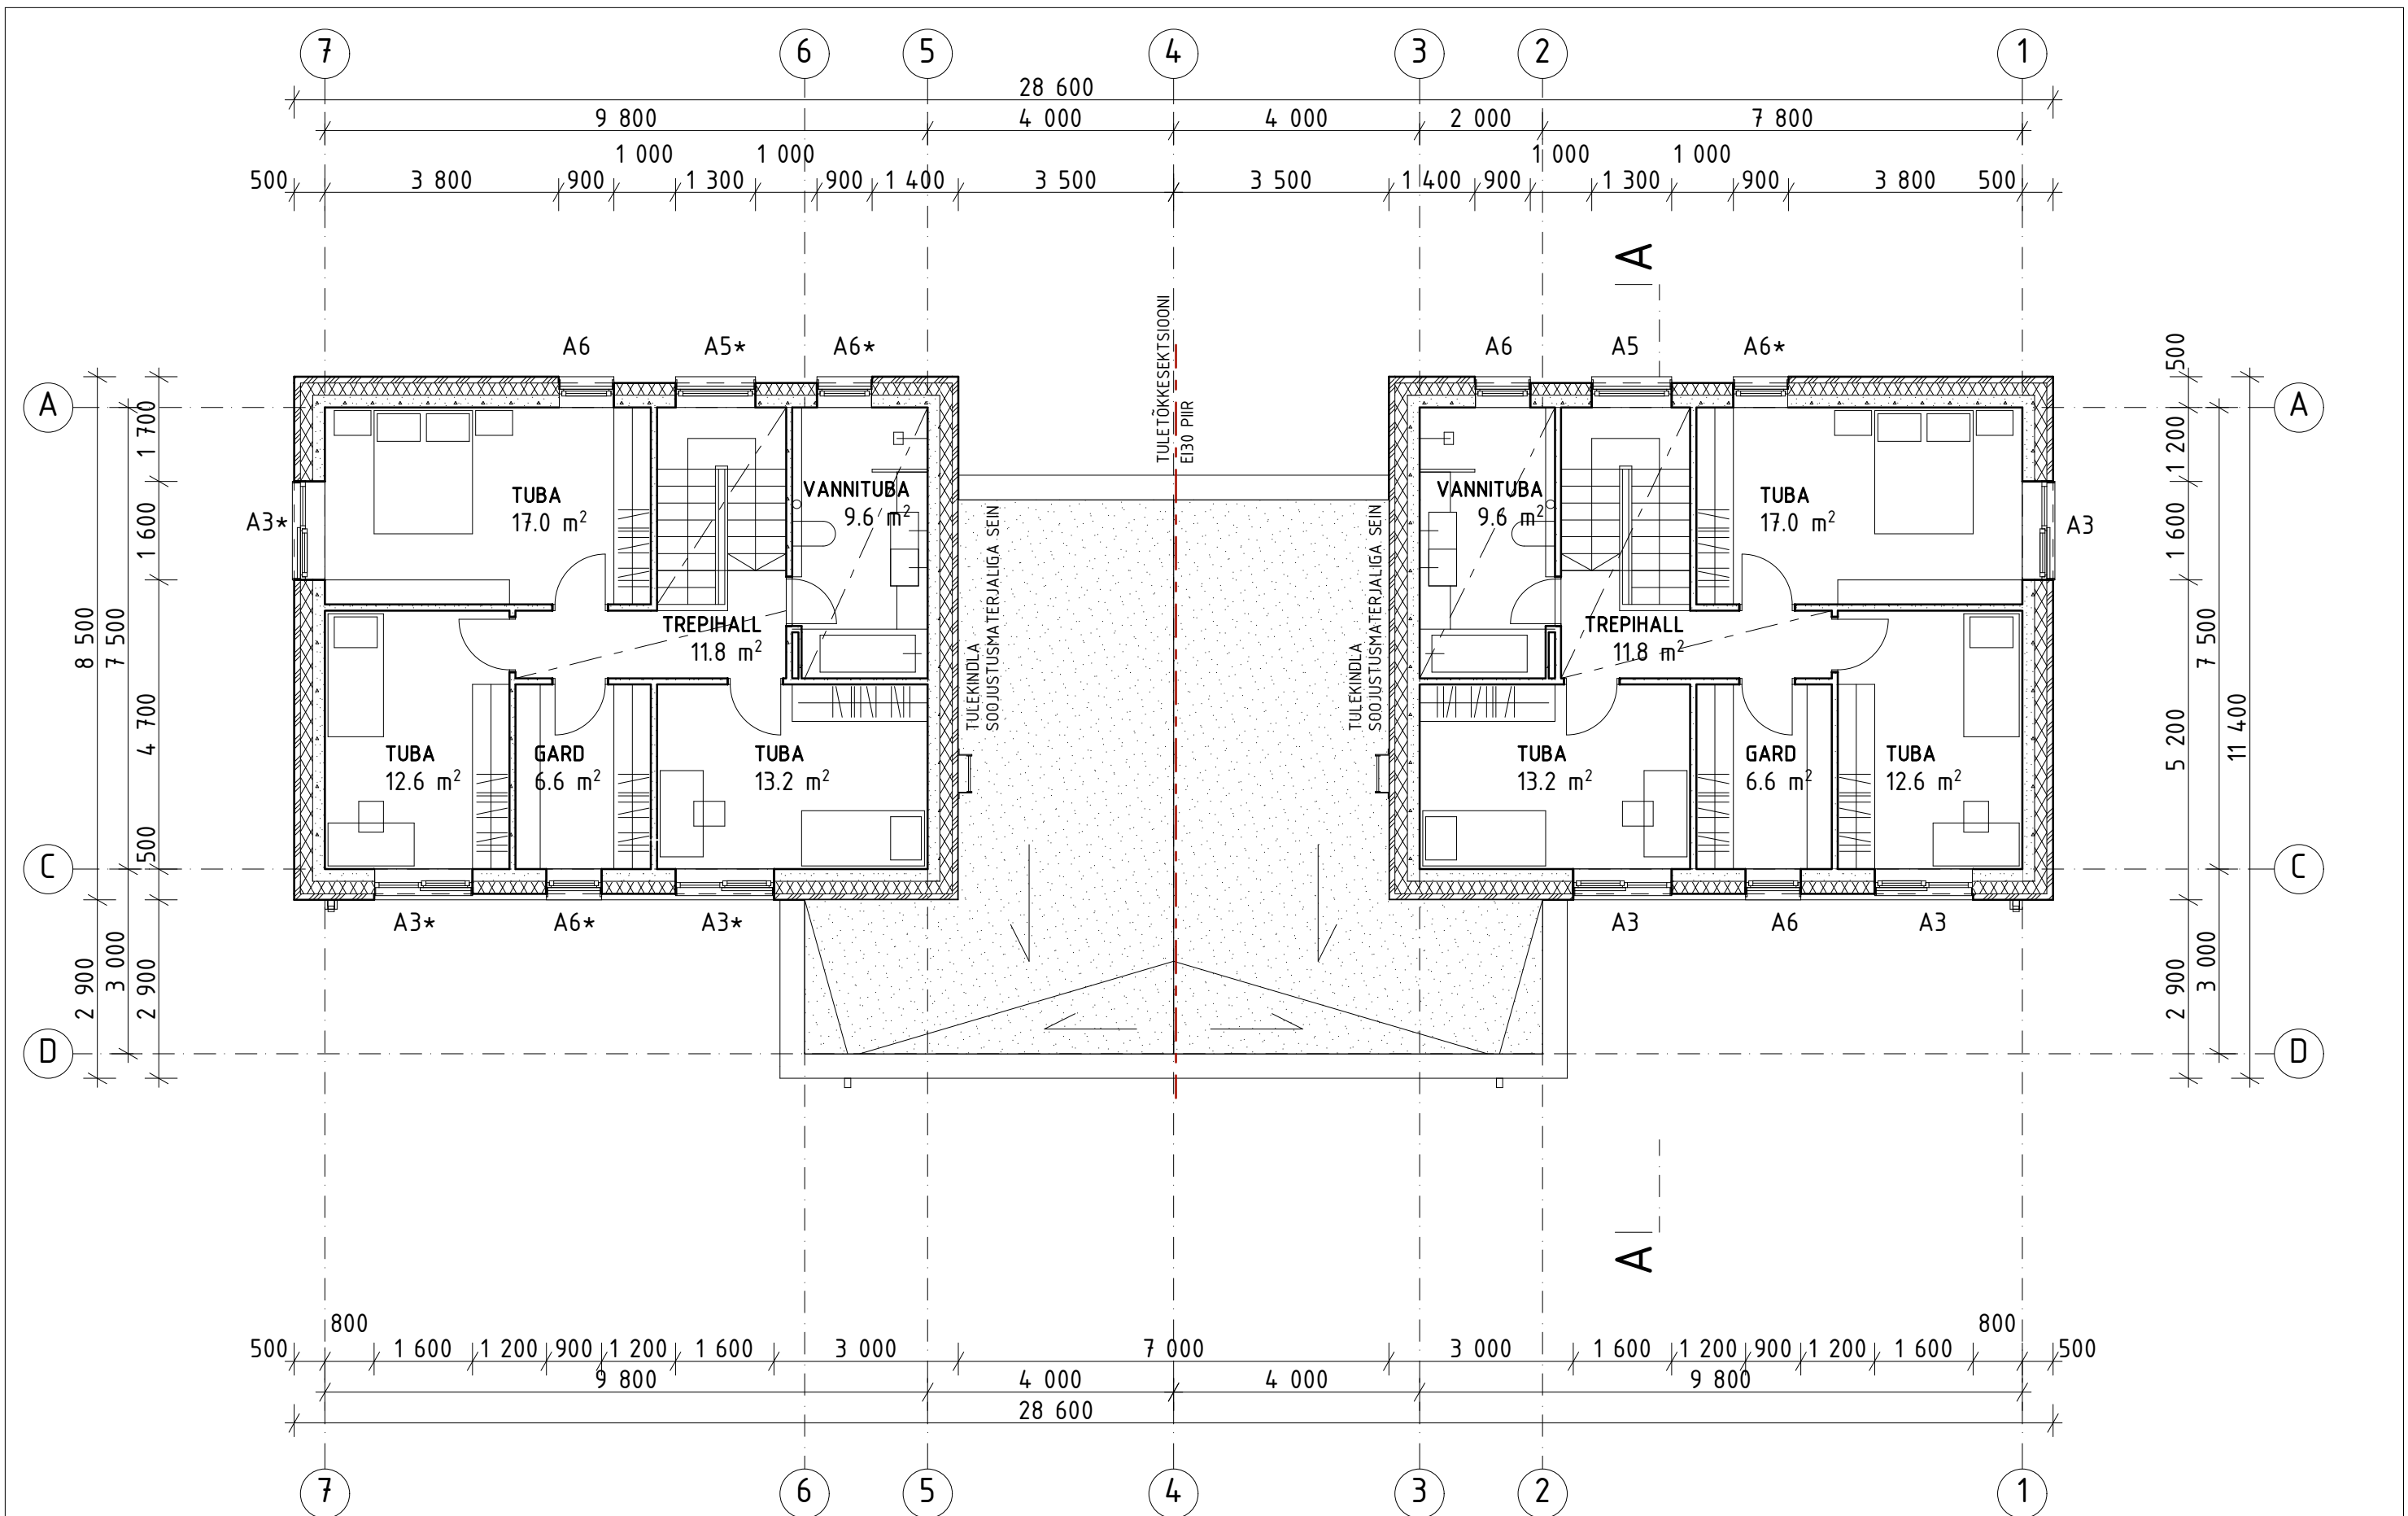 7 6 5 4 3 2 1
28 600
9 800 4 000 4 000 2 000 7 800
1 000 1 000 1 000 1 000
500 3 800 900 1 300 900 1 400 3 500 3 500 1 400 900 1 300 900 3 800 500
A
TULETÕKKESEKTSIOONI
EI30 PIIR
A6 A5* A6* A6 A5 A6*
A A
500
1 700
1 200
TUBA
17.0 m²
VANNITUBA
9.6 m²
VANNITUBA
9.6 m²
TUBA
17.0 m²
A3* A3
1 600
1 600
TULEKINDLA
SOOJUSTUSMATERJALIGA SEIN
TULEKINDLA
SOOJUSTUSMATERJALIGA SEIN
8 500
7 500
7 500
TREPIHALL
11.8 m²
TREPIHALL
11.8 m²
4 700
5 200
11 400
TUBA
12.6 m²
GARD
6.6 m²
TUBA
13.2 m²
TUBA
13.2 m²
GARD
6.6 m²
TUBA
12.6 m²
500
C C
A3* A6* A3* A3 A6 A3
2 900
3 000
2 900
2 900
3 000
D D
A
800 800
500 1 600 1 200 900 1 200 1 600 3 000 7 000 3 000 1 600 1 200 900 1 200 1 600 500
9 800 4 000 4 000 9 800
28 600
7 6 5 4 3 2 1